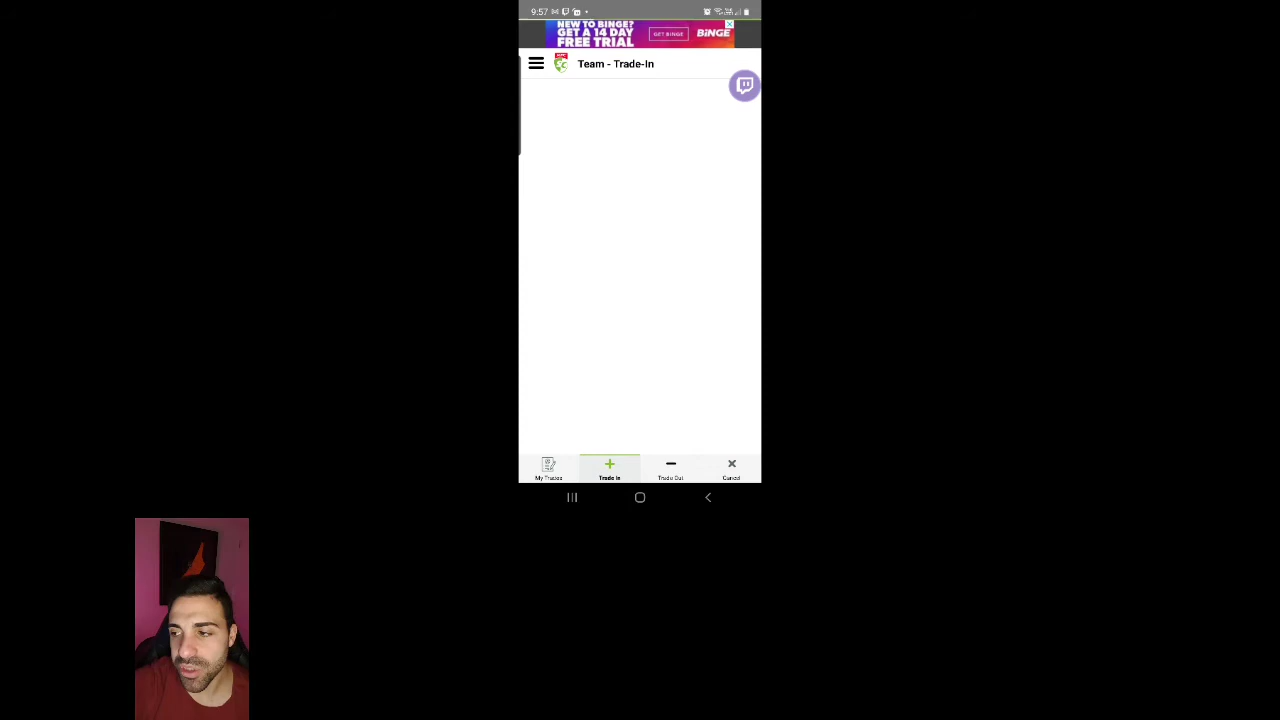 9:57
NEW TO BINGE?
GET A 14 DAY
FREE TRIAL
GET BINGE
BINGE
SC
Team - Trade-In
My Trades
Trade In
Trade Out
Cancel